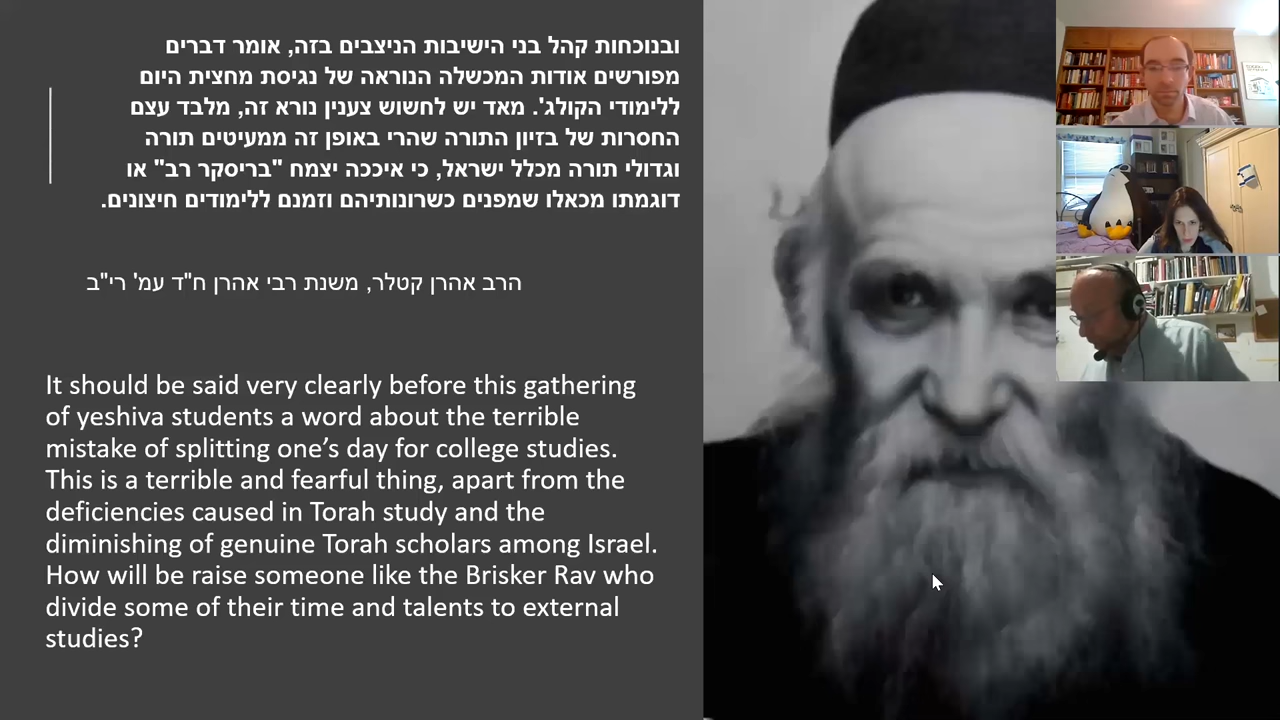 ובנוכחות קהל בני הישיבות הניצבים בזה, אומר דברים
מפורשים אודות המכשלה הנוראה של נגיסת מחצית היום
ללימודי הקולג'. מאד יש לחשוש צענין נורא זה, מלבד עצם
החסרות של בזיון התורה שהרי באופן זה ממעיטים תורה
וגדולי תורה מכלל ישראל, כי איככה יצמח "בריסקר רב" או
דוגמתו מכאלו שמפנים כשרונותיהם וזמנם ללימודים חיצונים.
הרב אהרן קטלר, משנת רבי אהרן ח"ד עמ' רי"ב
It should be said very clearly before this gathering
of yeshiva students a word about the terrible
mistake of splitting one’s day for college studies.
This is a terrible and fearful thing, apart from the
deficiencies caused in Torah study and the
diminishing of genuine Torah scholars among Israel.
How will be raise someone like the Brisker Rav who
divide some of their time and talents to external
studies?